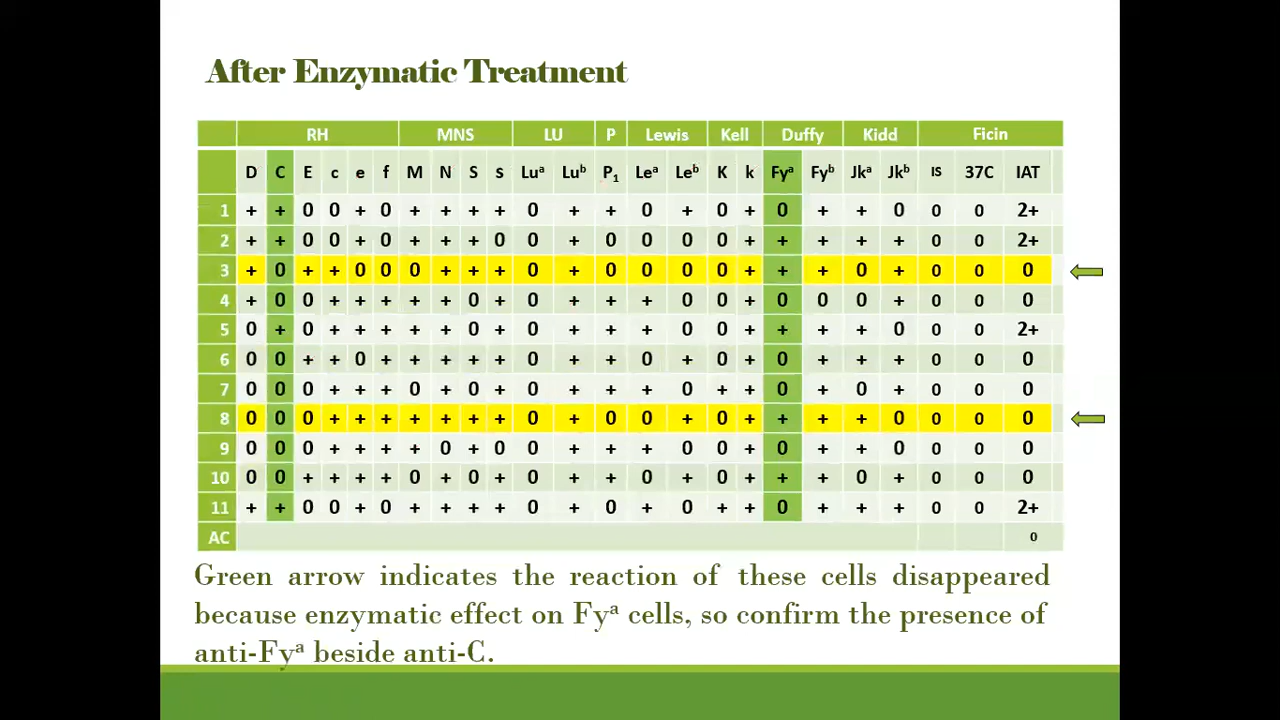 After Enzymatic Treatment
RH MNS LU P Lewis Kell Duffy Kidd Ficin
D C E c e f M N S s Luᵃ Luᵇ P₁ Leᵃ Leᵇ K k Fyᵃ Fyᵇ Jkᵃ Jkᵇ IS 37C IAT
1 + + 0 0 + 0 + + + + 0 + + 0 + 0 + 0 + + 0 0 0 2+
2 + + 0 0 + 0 + + + 0 0 + 0 0 0 0 + + + + + 0 0 2+
3 + 0 + + 0 0 0 + + + 0 + 0 0 0 0 + + + 0 + 0 0 0
4 + 0 0 + + + + + 0 + 0 + + + 0 0 + 0 0 0 + 0 0 0
5 0 + 0 + + + + + 0 + 0 + + + 0 0 + + + + 0 0 0 2+
6 0 0 + + 0 + + + + + 0 + + 0 + 0 + 0 + + + 0 0 0
7 0 0 0 + + + 0 + 0 + 0 + + + 0 + + 0 + 0 + 0 0 0
8 0 0 0 + + + + + + + 0 + 0 0 + 0 + + + + 0 0 0 0
9 0 0 0 + + + + 0 + 0 0 + + + 0 0 + 0 + + 0 0 0 0
10 0 0 + + + + 0 + 0 + 0 + + 0 + 0 + + + 0 + 0 0 0
11 + + 0 0 + 0 + + + + 0 + 0 + 0 + + 0 + + + 0 0 2+
AC 0
Green arrow indicates the reaction of these cells disappeared
because enzymatic effect on Fyᵃ cells, so confirm the presence of
anti-Fyᵃ beside anti-C.